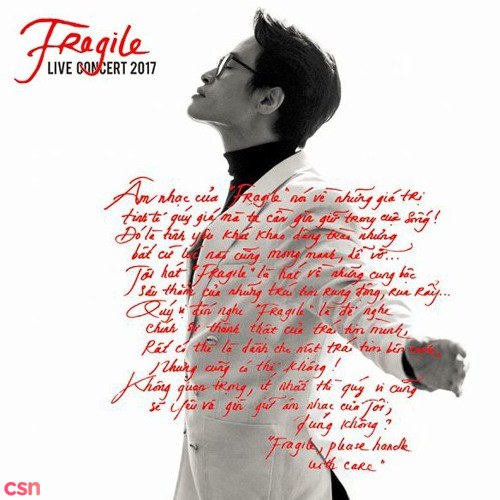 Fragile
LIVE CONCERT 2017
Âm nhạc của "Fragile" nói về những giá trị
tinh tế quý giá mà ta cần gìn giữ trong cuộc sống!
Đó là tình yêu khát khao dâng trào nhưng
bất cứ lúc nào cũng mong manh, dễ vỡ...
Tôi hát "Fragile" là hát về những cung bậc
sâu thẳm của những trái tim rung động, run rẩy...
Quý vị đến nghe "Fragile" là để nghe
chính sự thành thật của trái tim mình,
Rất có thể là dành cho một trái tim bên cạnh,
Nhưng cũng có thể không!
Không quan trọng, ít nhất thì quý vị cũng
sẽ yêu và gìn giữ âm nhạc của Tôi,
đúng không?
"Fragile, please handle
with care"
csn